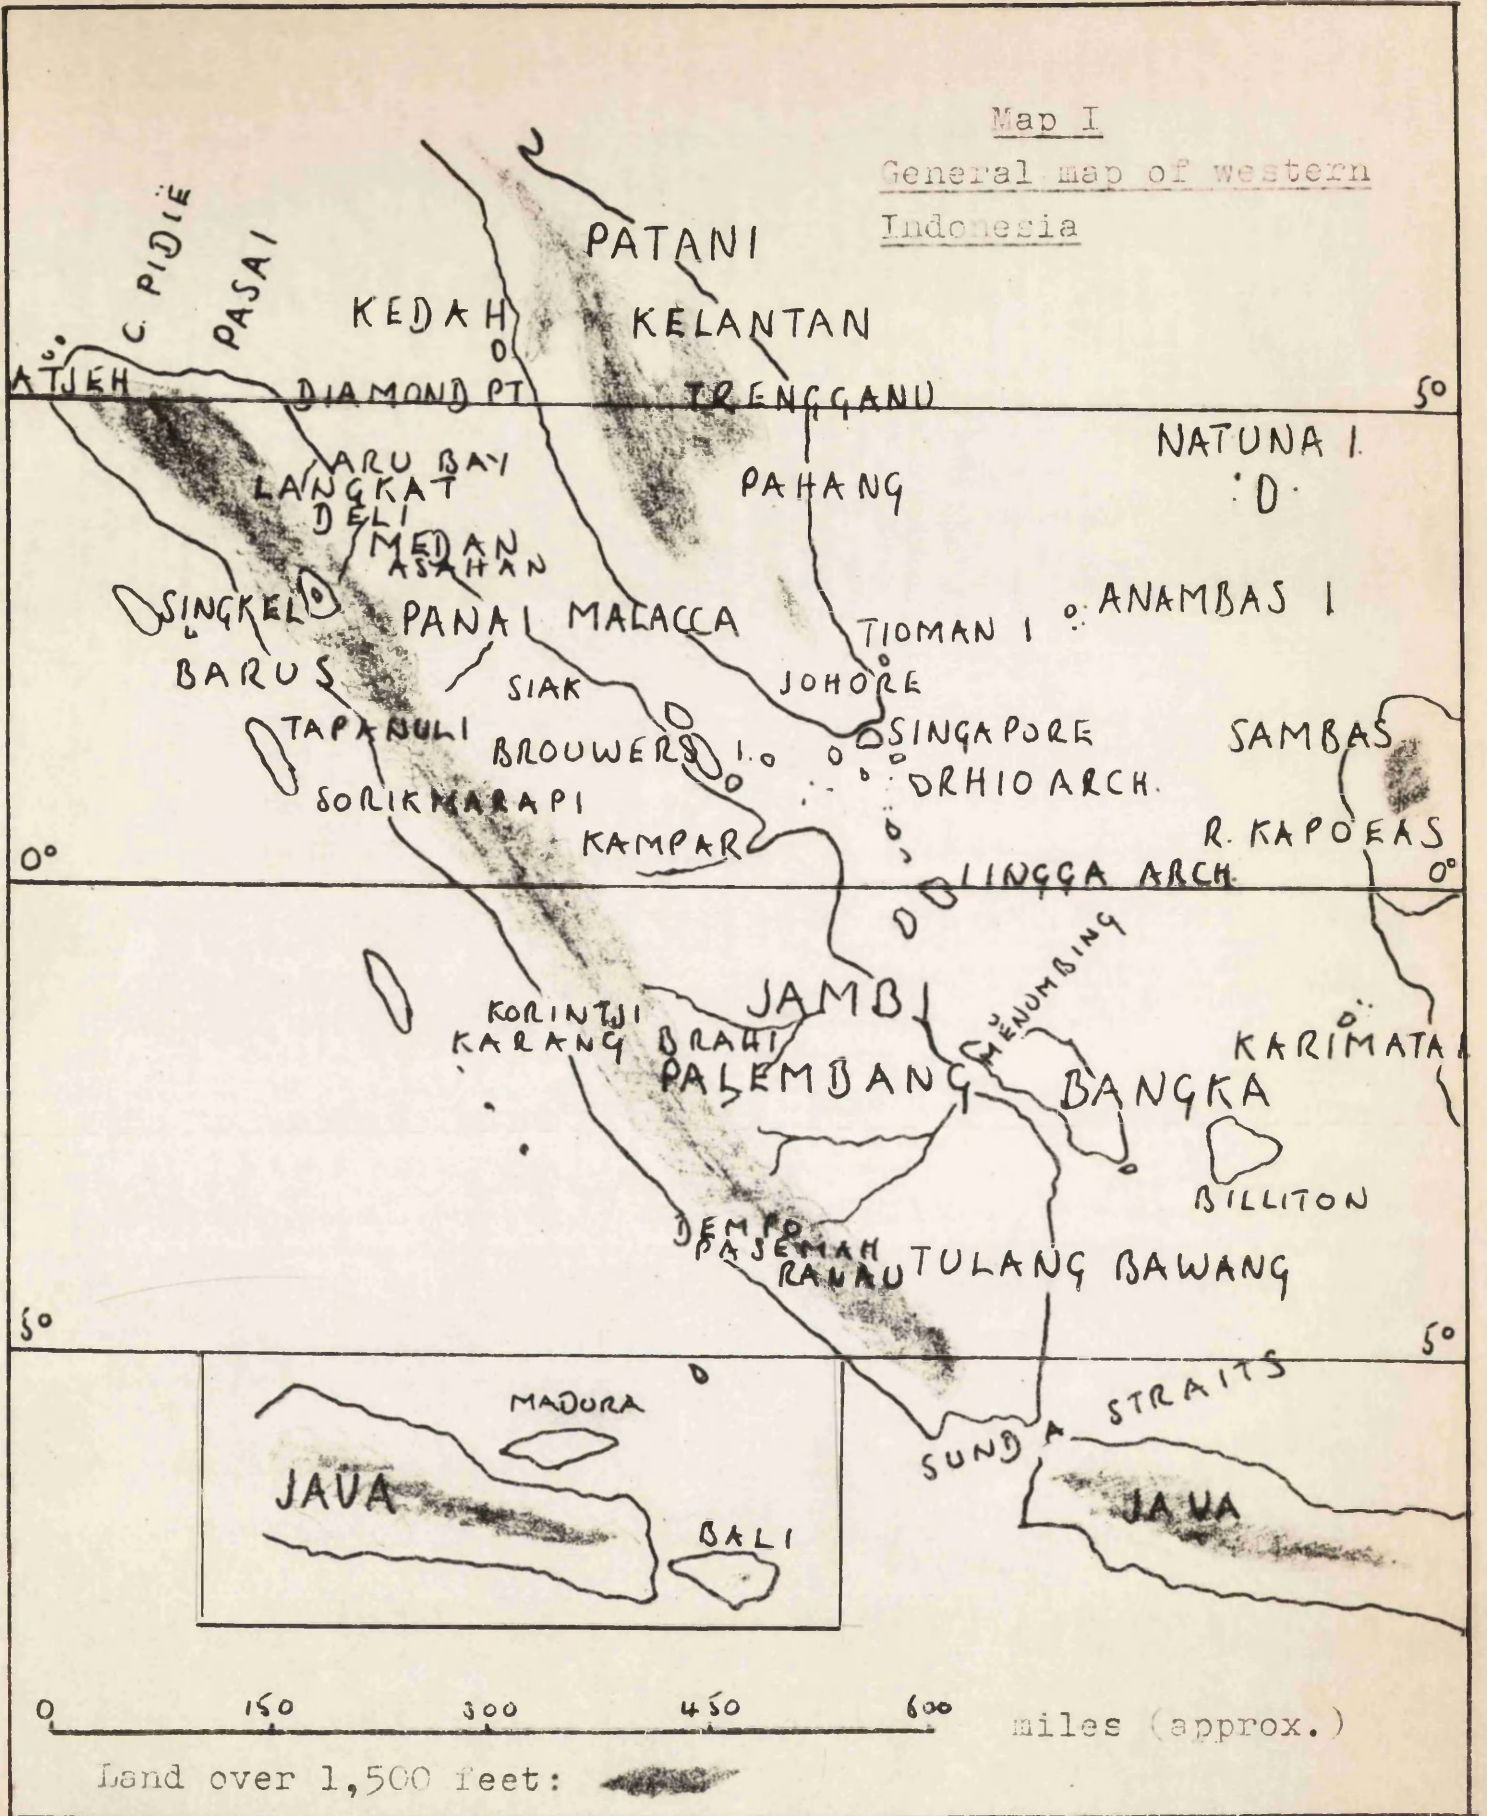 Map I
General map of western
Indonesia
C. PIDIË
PASAI
PATANI
KEDAH
KELANTAN
ATJEH
DIAMOND PT
TRENGGANU
5°
NATUNA I.
ARU BAY
LANGKAT
DELI
PAHANG
MEDAN
ASAHAN
SINGKEL
PANAI
MALACCA
TIOMAN I
ANAMBAS I
BARUS
SIAK
JOHORE
TAPANULI
BROUWERS I.
SINGAPORE
SAMBAS
SORIKMARAPI
RHIO ARCH.
KAMPAR
R. KAPOEAS
0°
LINGGA ARCH.
0°
MĔNUMBING
JAMBI
KORINTJI
KARANG BRAHI
KARIMATA I
PALEMBANG
BANGKA
BILLITON
DEMPO
PASEMAH
RANAU
TULANG BAWANG
5°
5°
SUNDA STRAITS
MADURA
JAVA
BALI
JAVA
0 150 300 450 600 miles (approx.)
Land over 1,500 feet: